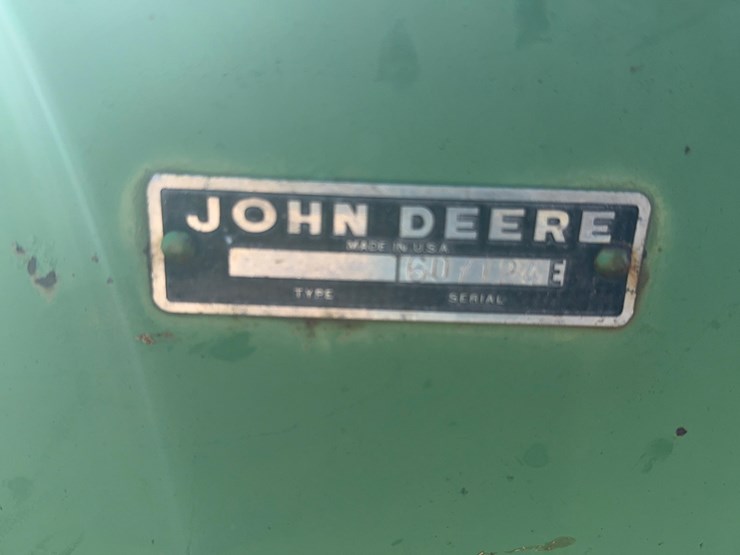 JOHN DEERE
MADE IN U.S.A.
E
TYPE SERIAL